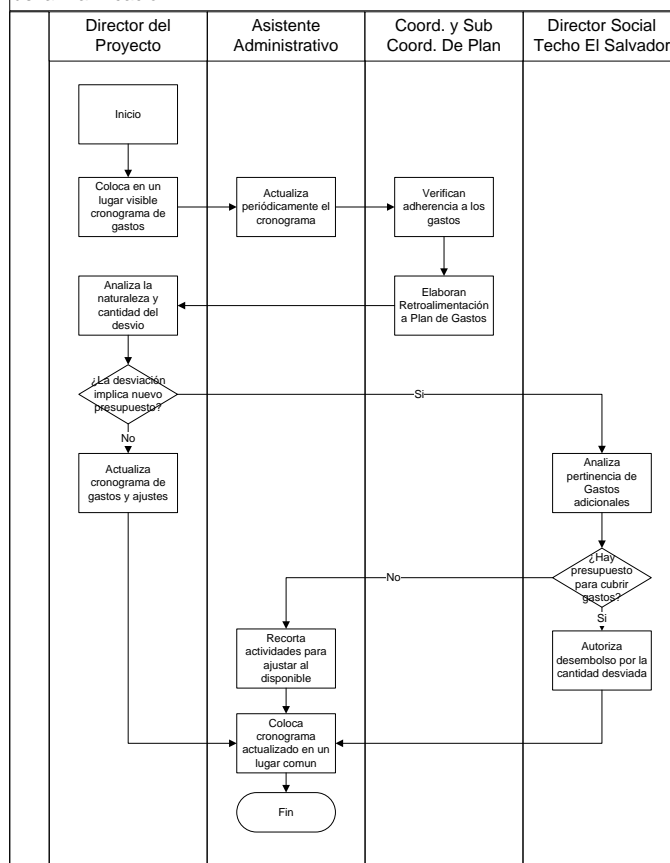 Director del
Proyecto
Asistente
Administrativo
Coord. y Sub
Coord. De Plan
Director Social
Techo El Salvador
Inicio
Coloca en un
lugar visible
cronograma de
gastos
Actualiza
periódicamente el
cronograma
Verifican
adherencia a los
gastos
Analiza la
naturaleza y
cantidad del
desvio
Elaboran
Retroalimentación
a Plan de Gastos
¿La desviación
implica nuevo
presupuesto?
Si
No
Actualiza
cronograma de
gastos y ajustes
Analiza
pertinencia de
Gastos
adicionales
¿Hay
presupuesto
para cubrir
gastos?
No
Si
Recorta
actividades para
ajustar al
disponible
Autoriza
desembolso por la
cantidad desviada
Coloca
cronograma
actualizado en un
lugar comun
Fin